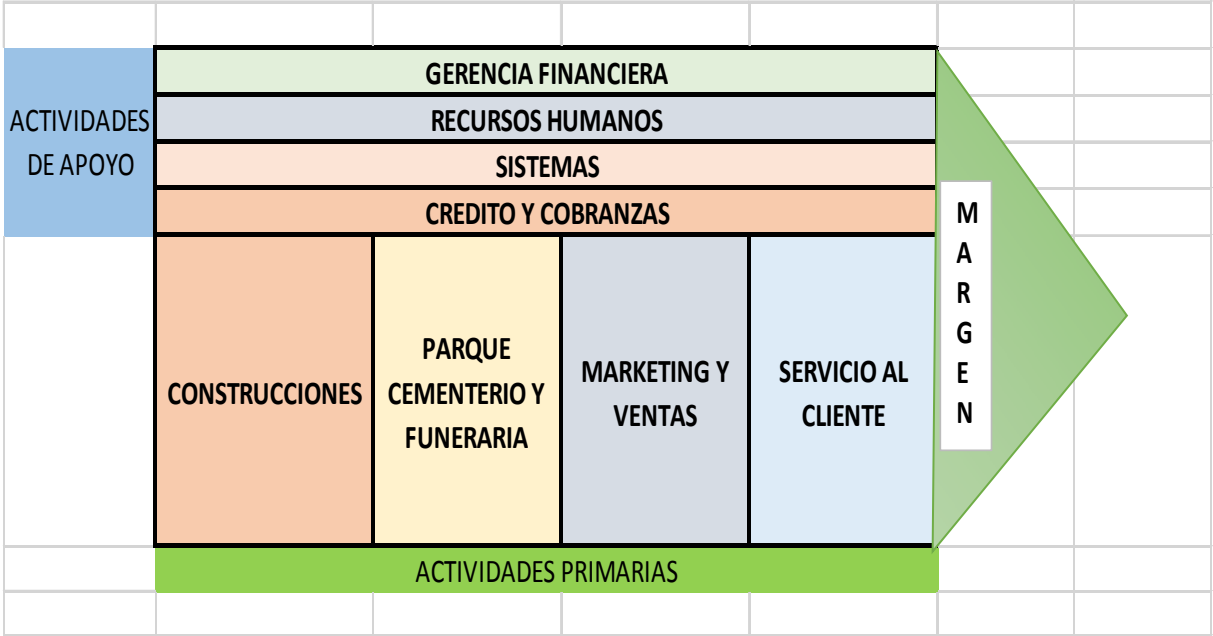 GERENCIA FINANCIERA
ACTIVIDADES
DE APOYO
RECURSOS HUMANOS
SISTEMAS
CREDITO Y COBRANZAS
CONSTRUCCIONES
PARQUE
CEMENTERIO Y
FUNERARIA
MARKETING Y
VENTAS
SERVICIO AL
CLIENTE
M
A
R
G
E
N
ACTIVIDADES PRIMARIAS